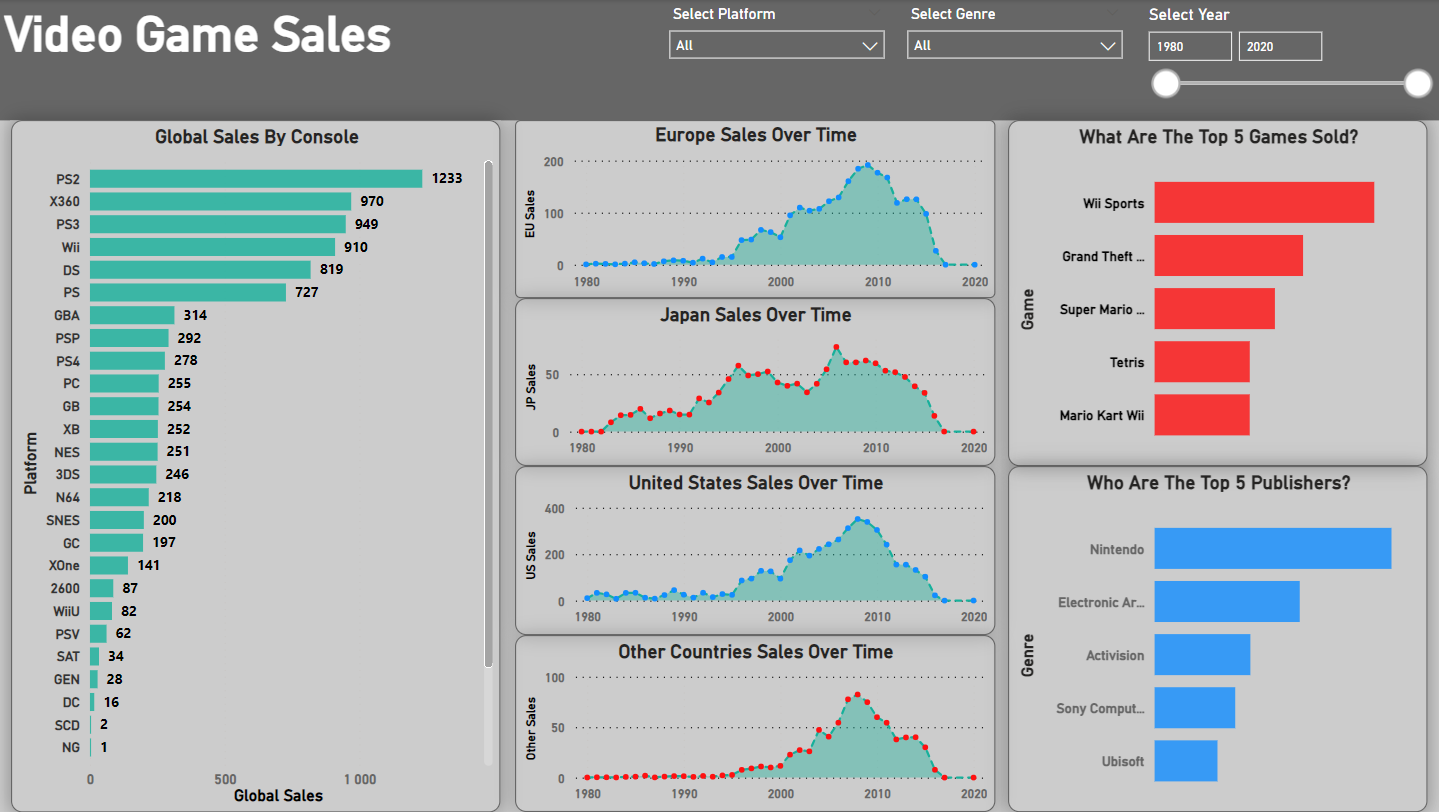 Video Game Sales
Select Platform
All
Select Genre
All
Select Year
1980 2020
Global Sales By Console
Platform
PS2 1233
X360 970
PS3 949
Wii 910
DS 819
PS 727
GBA 314
PSP 292
PS4 278
PC 255
GB 254
XB 252
NES 251
3DS 246
N64 218
SNES 200
GC 197
XOne 141
2600 87
WiiU 82
PSV 62
SAT 34
GEN 28
DC 16
SCD 2
NG 1
0 500 1 000
Global Sales
Europe Sales Over Time
EU Sales
200
100
0
1980 1990 2000 2010 2020
Japan Sales Over Time
JP Sales
50
0
1980 1990 2000 2010 2020
United States Sales Over Time
US Sales
400
200
0
1980 1990 2000 2010 2020
Other Countries Sales Over Time
Other Sales
100
50
0
1980 1990 2000 2010 2020
What Are The Top 5 Games Sold?
Game
Wii Sports
Grand Theft ...
Super Mario ...
Tetris
Mario Kart Wii
Who Are The Top 5 Publishers?
Genre
Nintendo
Electronic Ar...
Activision
Sony Comput...
Ubisoft